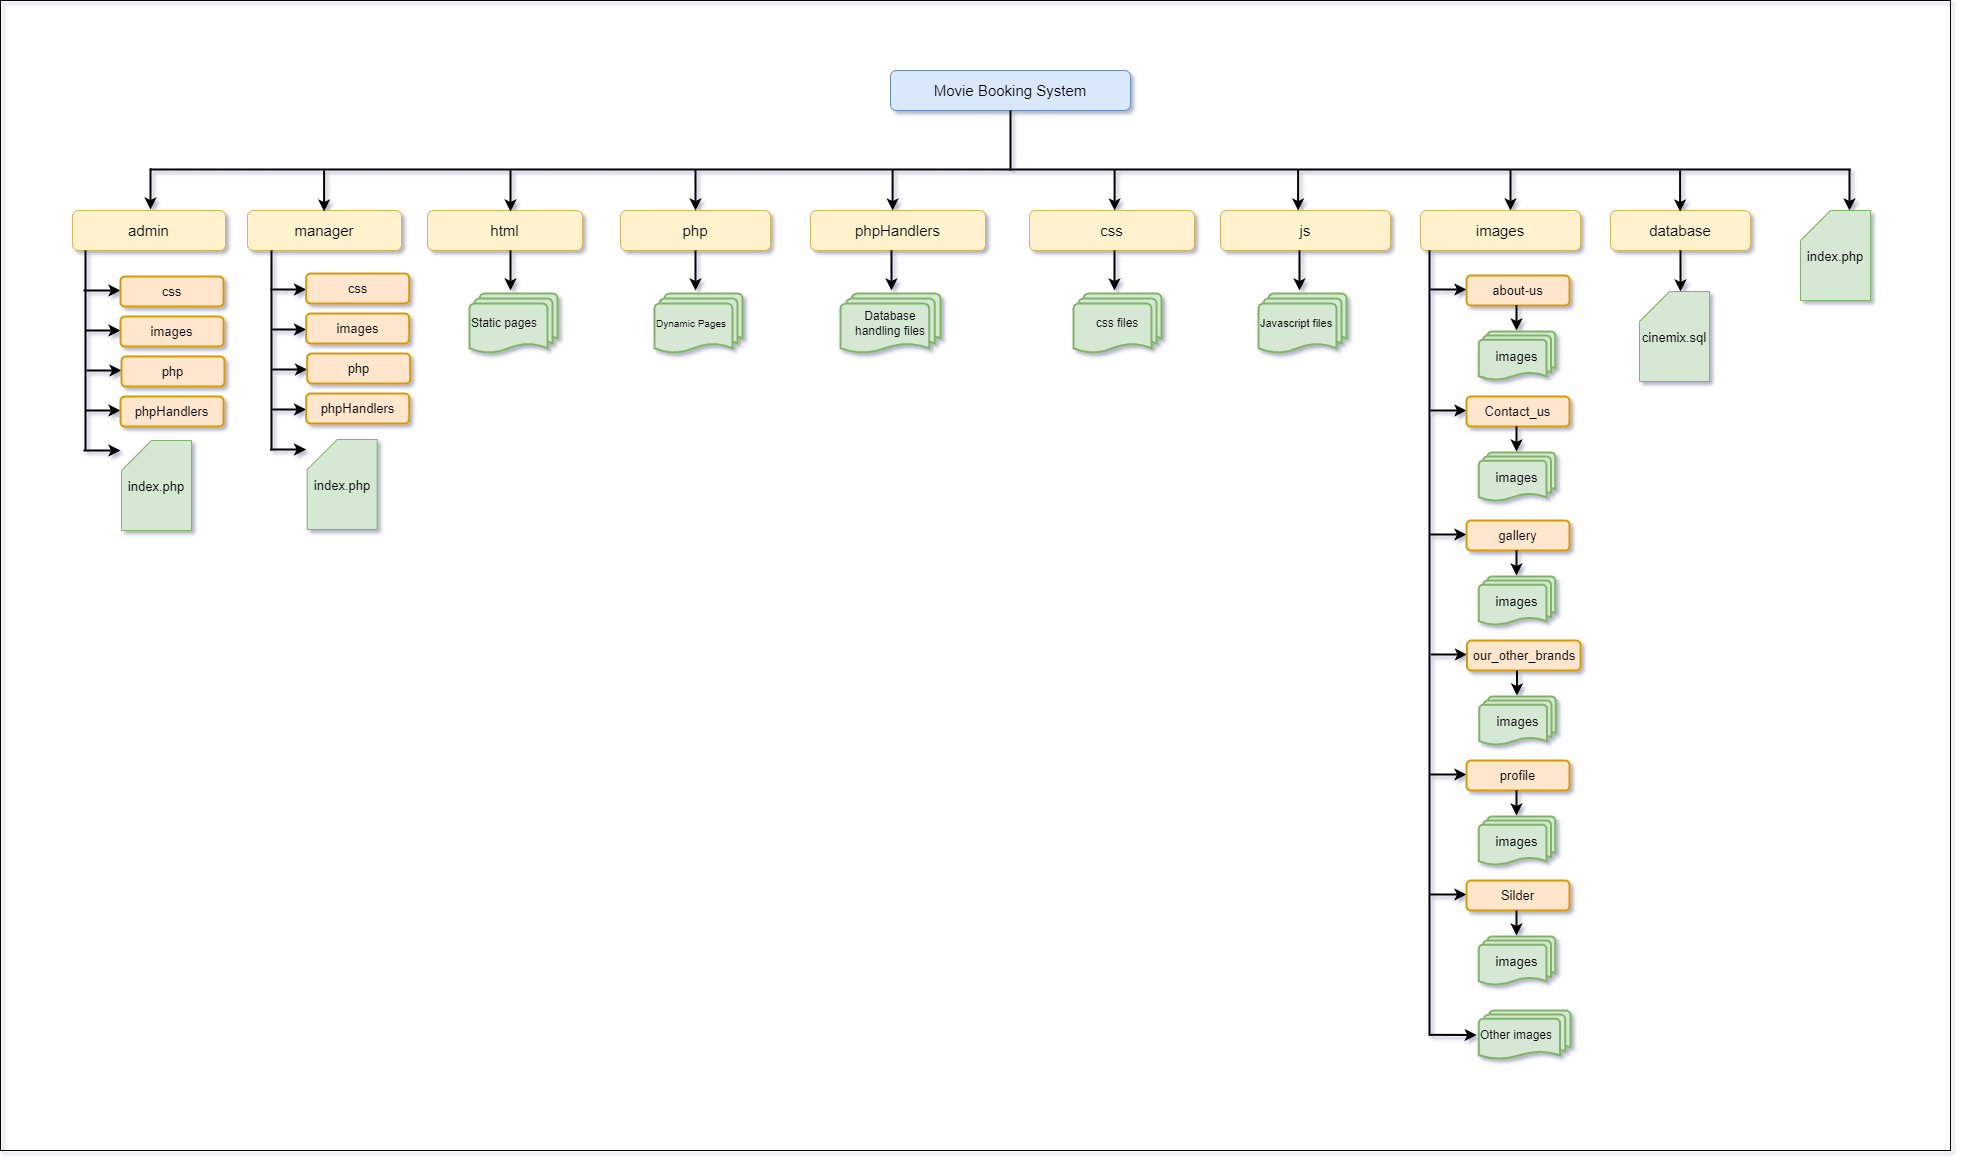 Movie Booking System
admin
manager
html
php
phpHandlers
css
js
images
database
index.php
css
images
php
phpHandlers
index.php
css
images
php
phpHandlers
index.php
Static pages
Dynamic Pages
Database
handling files
css files
Javascript files
about-us
images
Contact_us
images
gallery
images
our_other_brands
images
profile
images
Silder
images
Other images
cinemix.sql